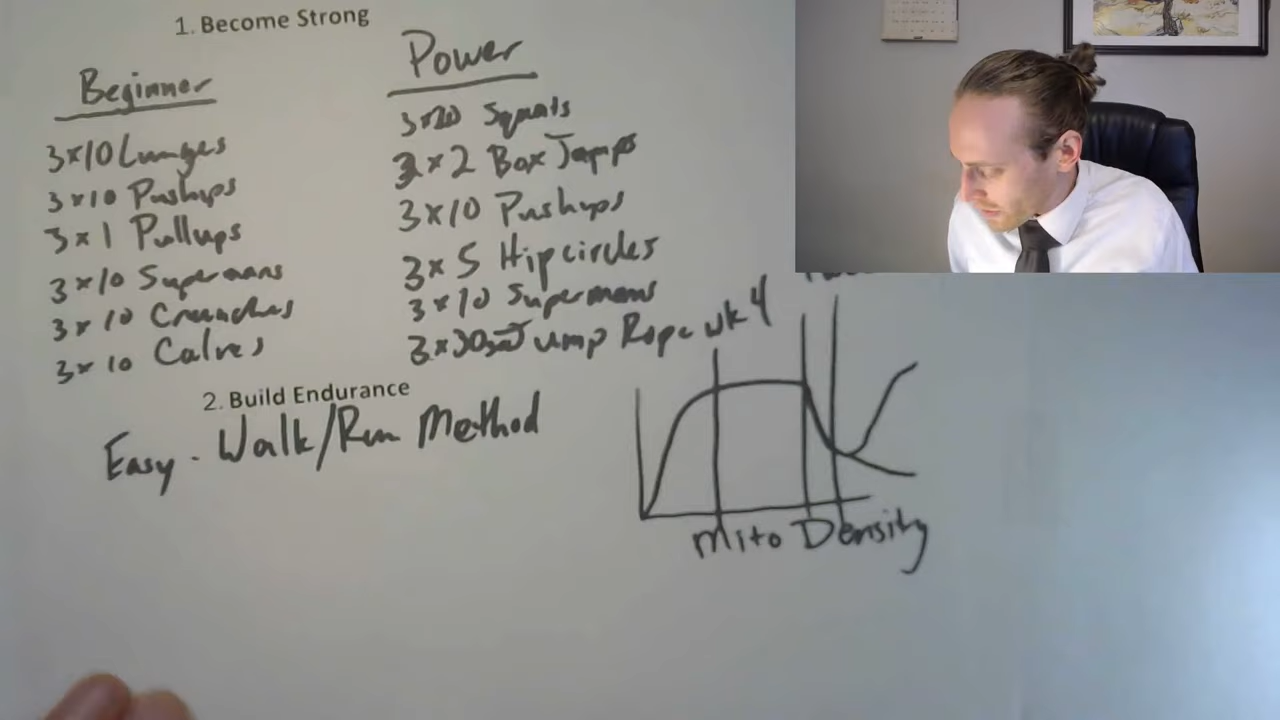 1. Become Strong
Beginner
3x10 Lunges
3x10 Pushups
3x1 Pullups
3x10 Supermans
3x10 Crunches
3x10 Calves
Power
3x20 Squats
3x2 Box Jumps
3x10 Pushups
3x5 Hip circles
3x10 Supermans
3x30sec Jump Rope
wk 4
2. Build Endurance
Easy - Walk/Run Method
Mito Density